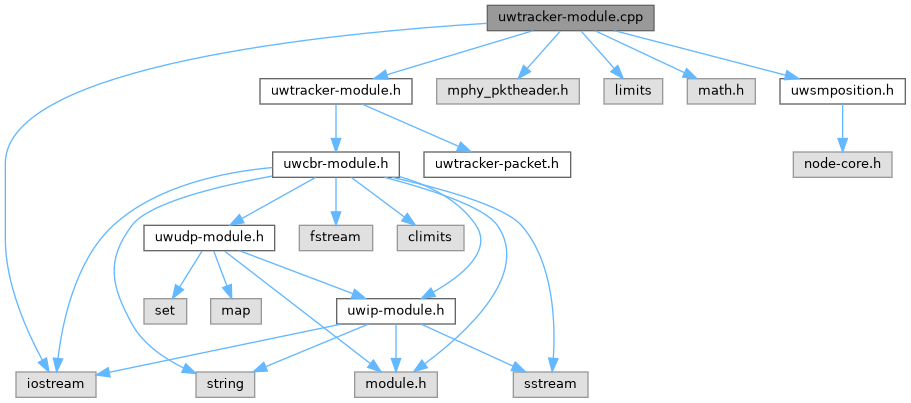 uwtracker-module.cpp
uwtracker-module.h
mphy_pktheader.h
limits
math.h
uwsmposition.h
uwcbr-module.h
uwtracker-packet.h
node-core.h
uwudp-module.h
fstream
climits
set
map
uwip-module.h
iostream
string
module.h
sstream